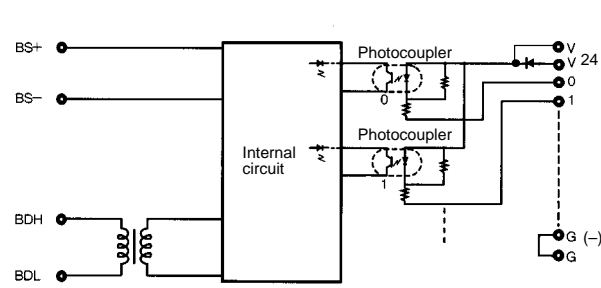 BS+
BS−
BDH
BDL
Internal
circuit
Photocoupler
0
Photocoupler
1
V
V 24
0
1
G (−)
G